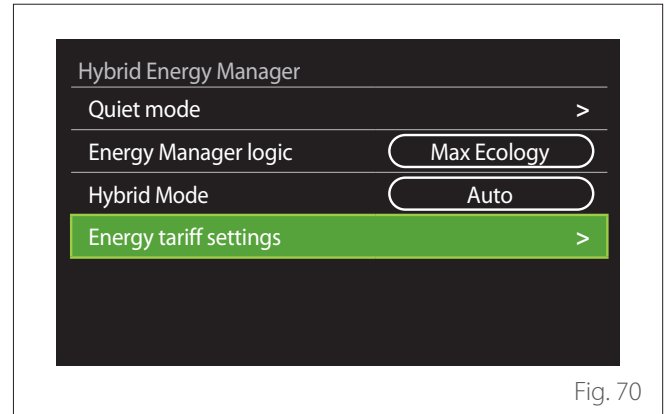 Hybrid Energy Manager
Quiet mode >
Energy Manager logic Max Ecology
Hybrid Mode Auto
Energy tariff settings >
Fig. 70